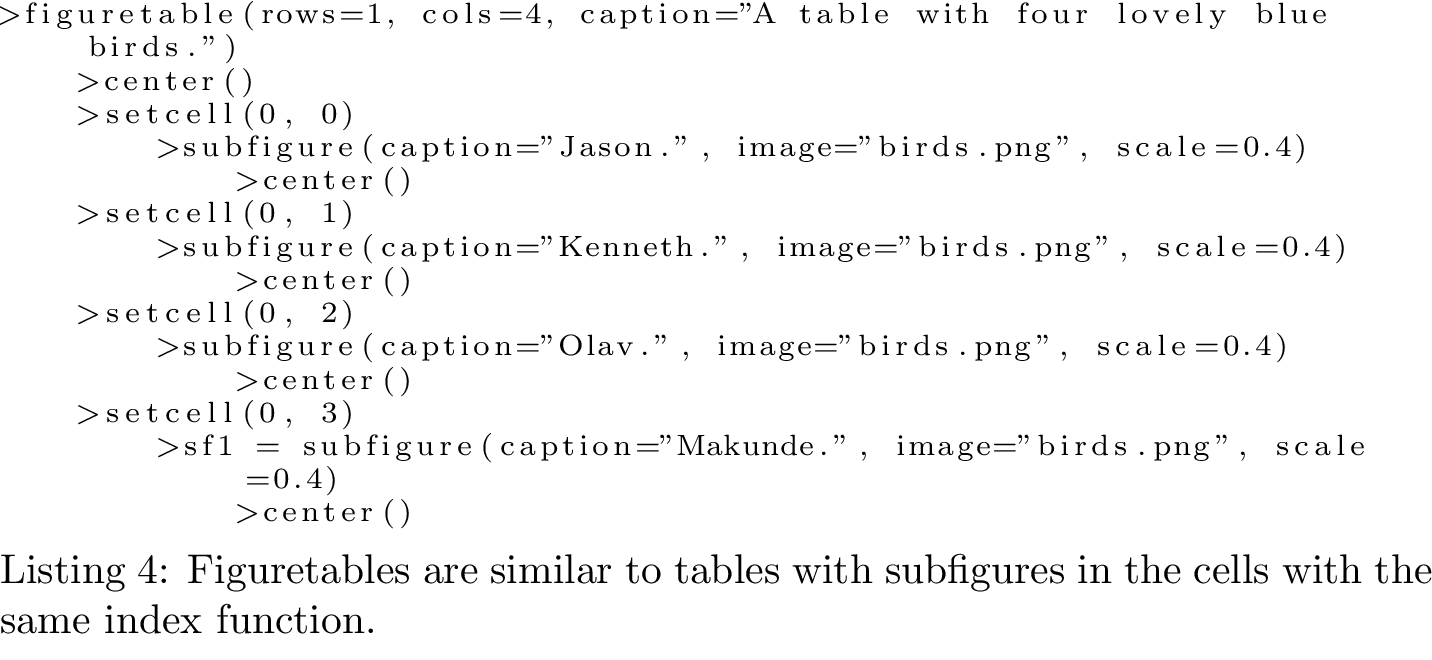 >figuretable(rows=1, cols=4, caption="A table with four lovely blue
birds.")
>center()
>setcell(0, 0)
>subfigure(caption="Jason.", image="birds.png", scale=0.4)
>center()
>setcell(0, 1)
>subfigure(caption="Kenneth.", image="birds.png", scale=0.4)
>center()
>setcell(0, 2)
>subfigure(caption="Olav.", image="birds.png", scale=0.4)
>center()
>setcell(0, 3)
>sf1 = subfigure(caption="Makunde.", image="birds.png", scale
=0.4)
>center()
Listing 4: Figuretables are similar to tables with subfigures in the cells with the
same index function.